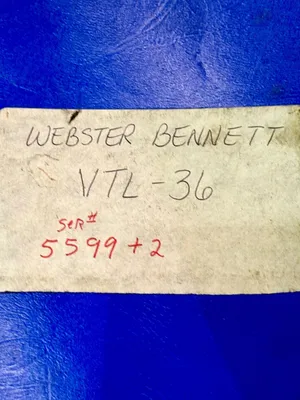 WEBSTER BENNETT
VTL-36
SER#
5599+2